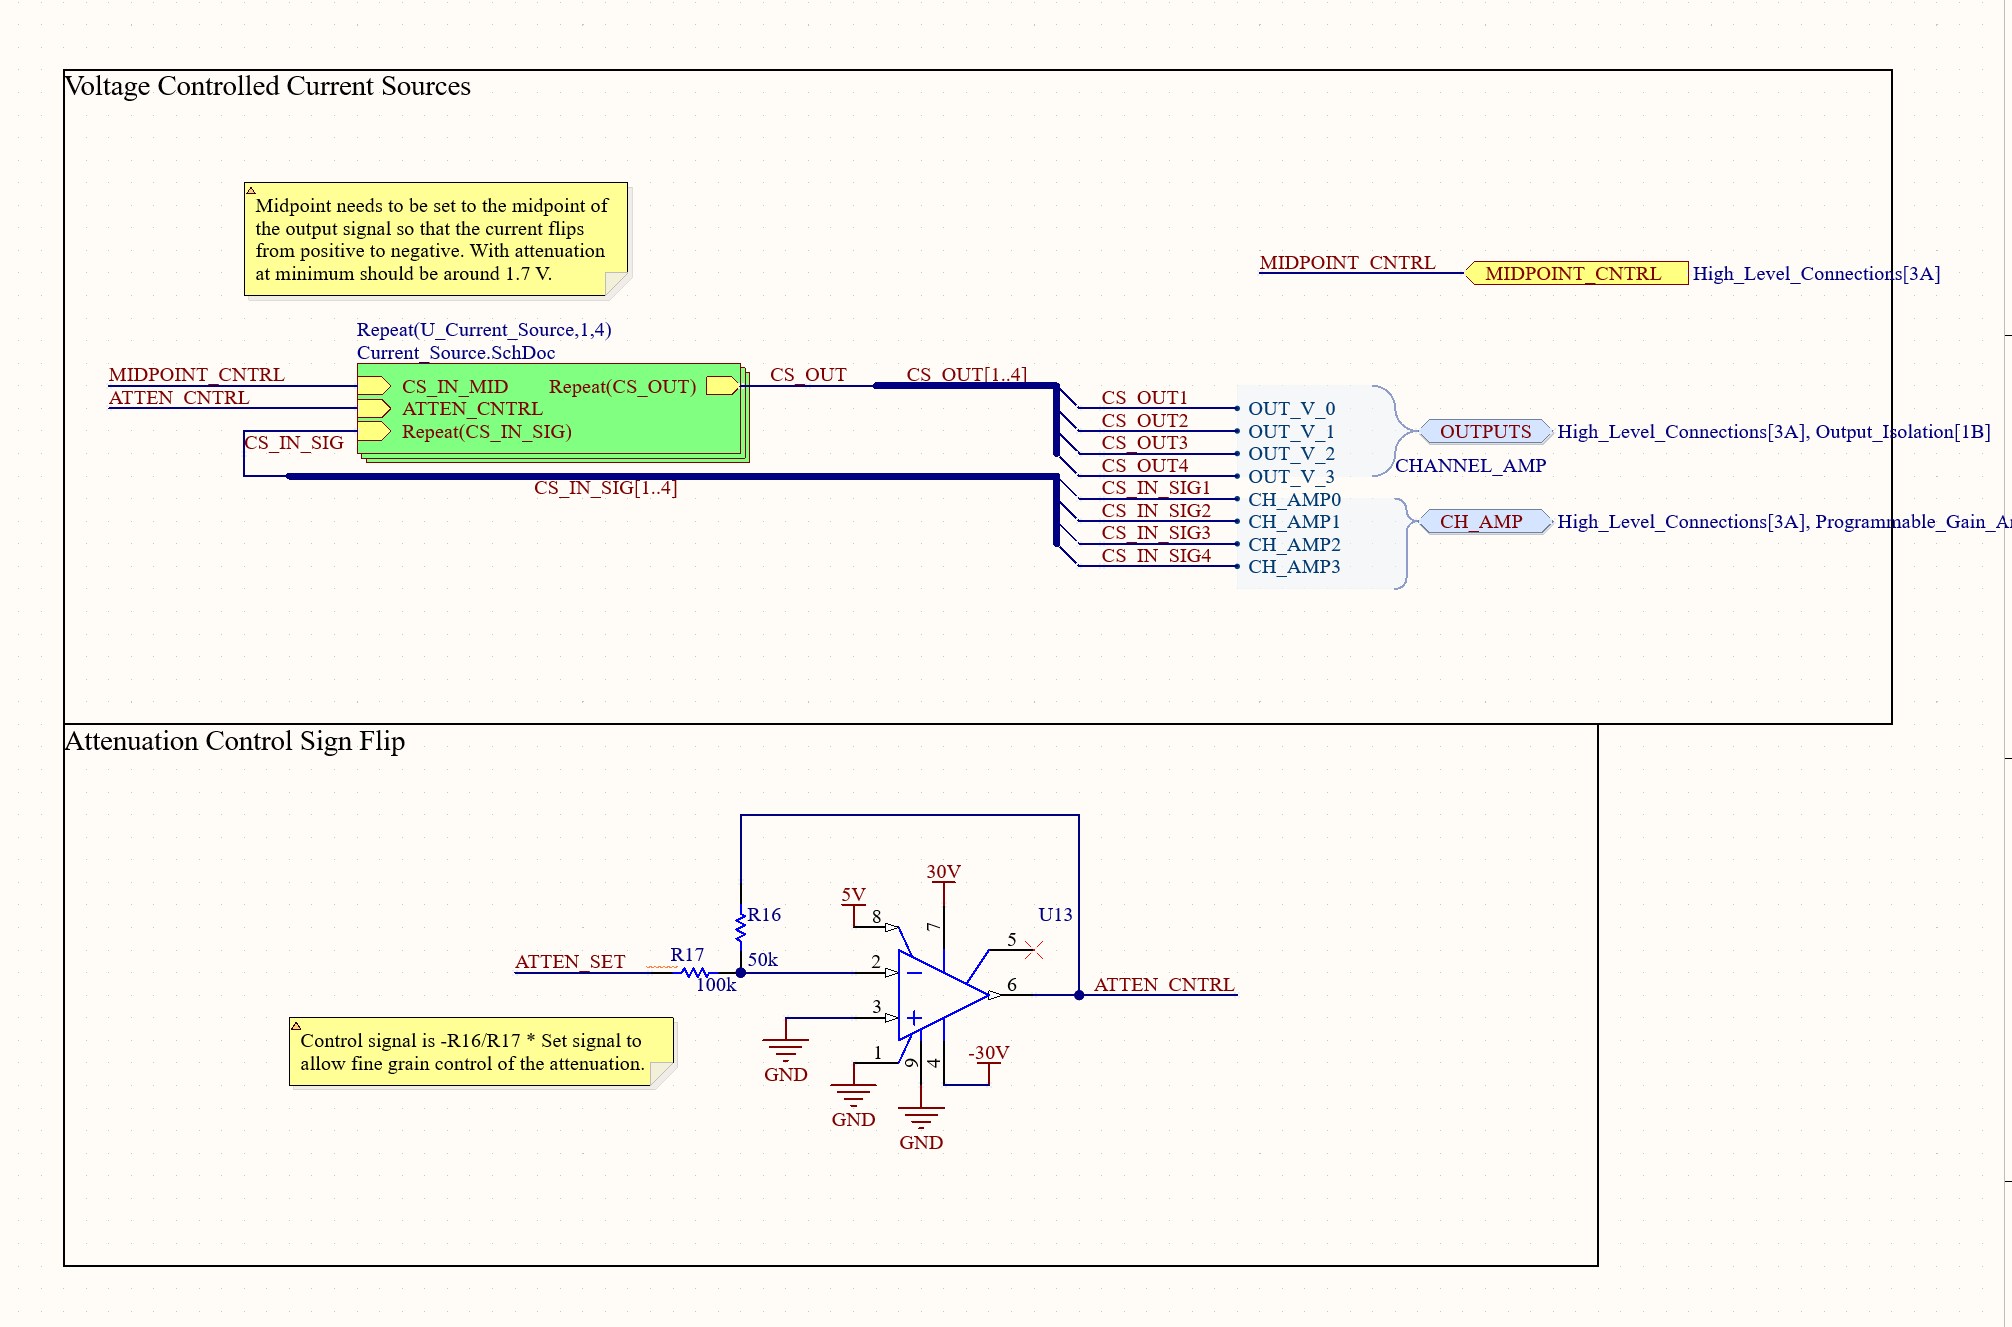 Voltage Controlled Current Sources
Midpoint needs to be set to the midpoint of
the output signal so that the current flips
from positive to negative. With attenuation
at minimum should be around 1.7 V.
MIDPOINT_CNTRL
MIDPOINT_CNTRL
High_Level_Connections[3A]
Repeat(U_Current_Source,1,4)
Current_Source.SchDoc
MIDPOINT_CNTRL
ATTEN_CNTRL
CS_IN_SIG
CS_IN_MID
ATTEN_CNTRL
Repeat(CS_IN_SIG)
Repeat(CS_OUT)
CS_OUT
CS_OUT[1..4]
CS_IN_SIG[1..4]
CS_OUT1
CS_OUT2
CS_OUT3
CS_OUT4
CS_IN_SIG1
CS_IN_SIG2
CS_IN_SIG3
CS_IN_SIG4
OUT_V_0
OUT_V_1
OUT_V_2
OUT_V_3
CH_AMP0
CH_AMP1
CH_AMP2
CH_AMP3
OUTPUTS
High_Level_Connections[3A], Output_Isolation[1B]
CHANNEL_AMP
CH_AMP
High_Level_Connections[3A], Programmable_Gain_A
Attenuation Control Sign Flip
ATTEN_SET
R17
100k
R16
50k
5V
8
30V
7
U13
5
2
3
6
ATTEN_CNTRL
1
9
4
-30V
GND
GND
GND
Control signal is -R16/R17 * Set signal to
allow fine grain control of the attenuation.